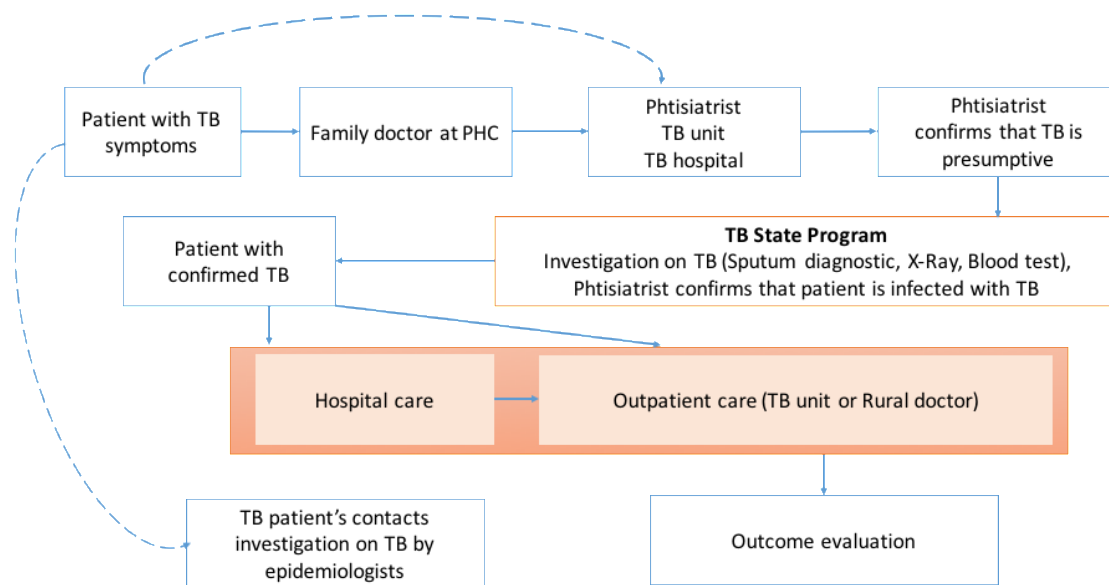 Patient with TB
symptoms
Family doctor at PHC
Phtisiatrist
TB unit
TB hospital
Phtisiatrist
confirms that TB is
presumptive
Patient with
confirmed TB
TB State Program
Investigation on TB (Sputum diagnostic, X-Ray, Blood test),
Phtisiatrist confirms that patient is infected with TB
Hospital care
Outpatient care (TB unit or Rural doctor)
TB patient's contacts
investigation on TB by
epidemiologists
Outcome evaluation